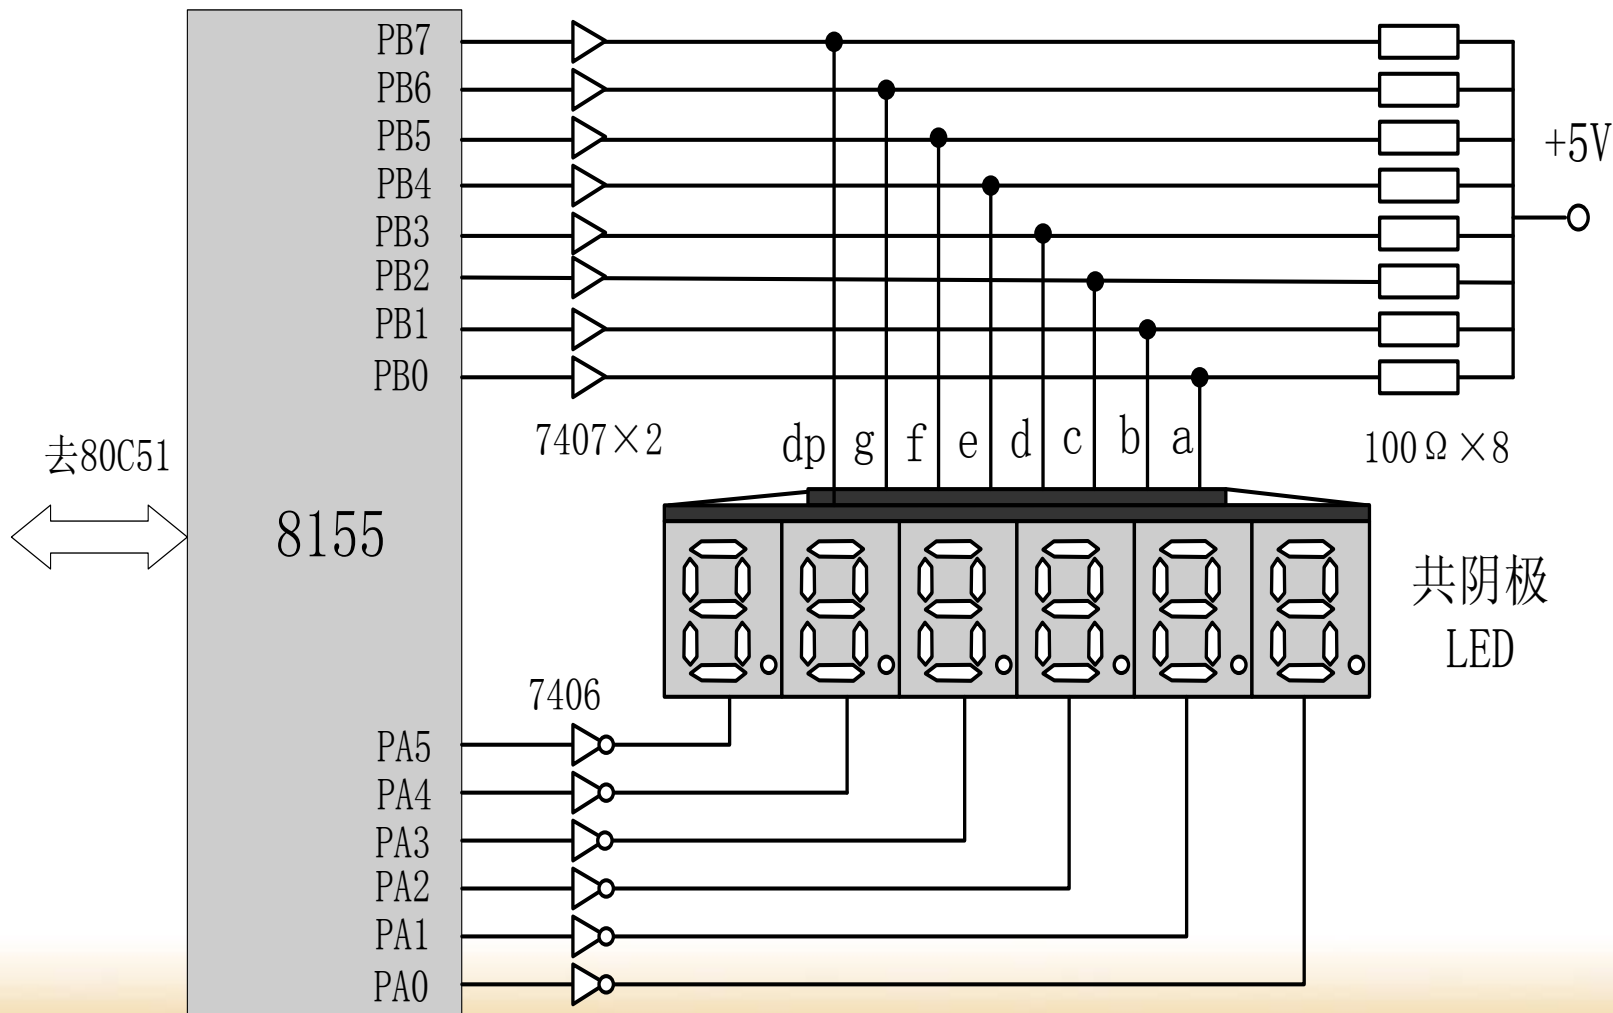 PB7
PB6
PB5
PB4
PB3
PB2
PB1
PB0
+5V
7407×2
dp g f e d c b a
100Ω×8
去80C51
8155
共阴极
LED
7406
PA5
PA4
PA3
PA2
PA1
PA0